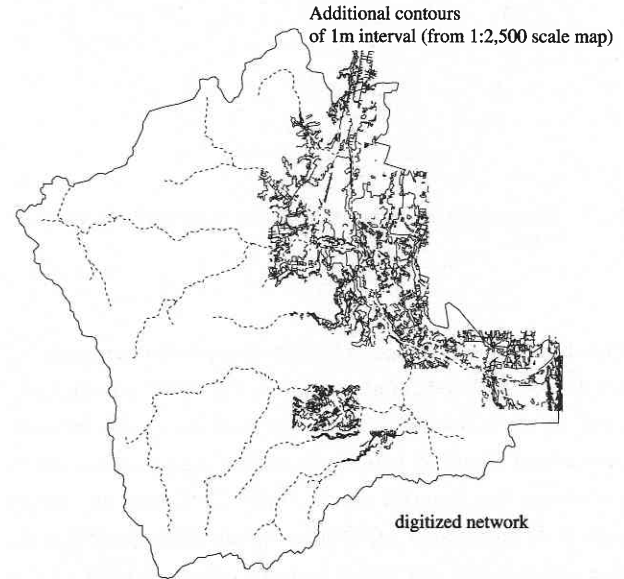 Additional contours
of 1m interval (from 1:2,500 scale map)
digitized network